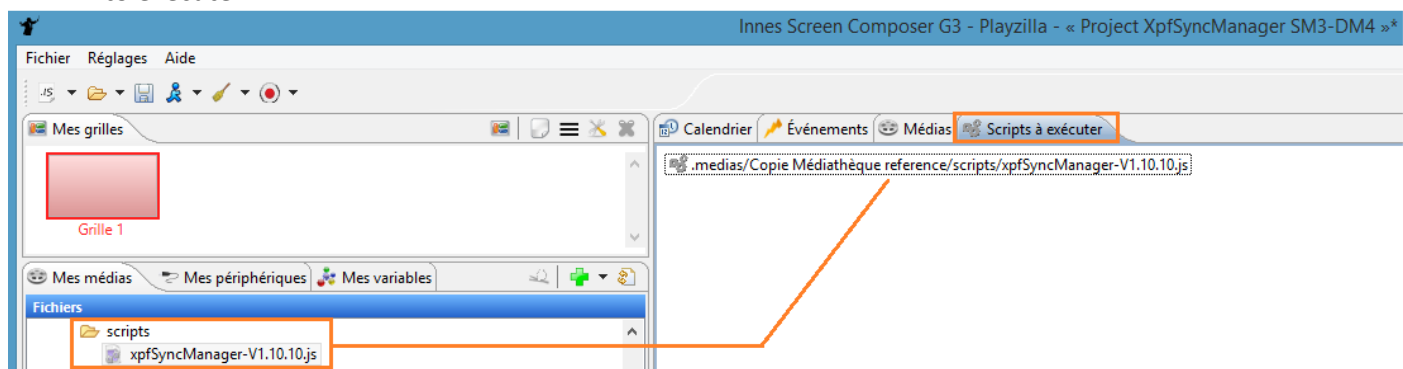 Innes Screen Composer G3 - Playzilla - « Project XpfSyncManager SM3-DM4 »*
Fichier Réglages Aide
Mes grilles
Calendrier Événements Médias Scripts à exécuter
.medias/Copie Médiathèque reference/scripts/xpfSyncManager-V1.10.10.js
Grille 1
Mes médias Mes périphériques Mes variables
Fichiers
scripts
xpfSyncManager-V1.10.10.js